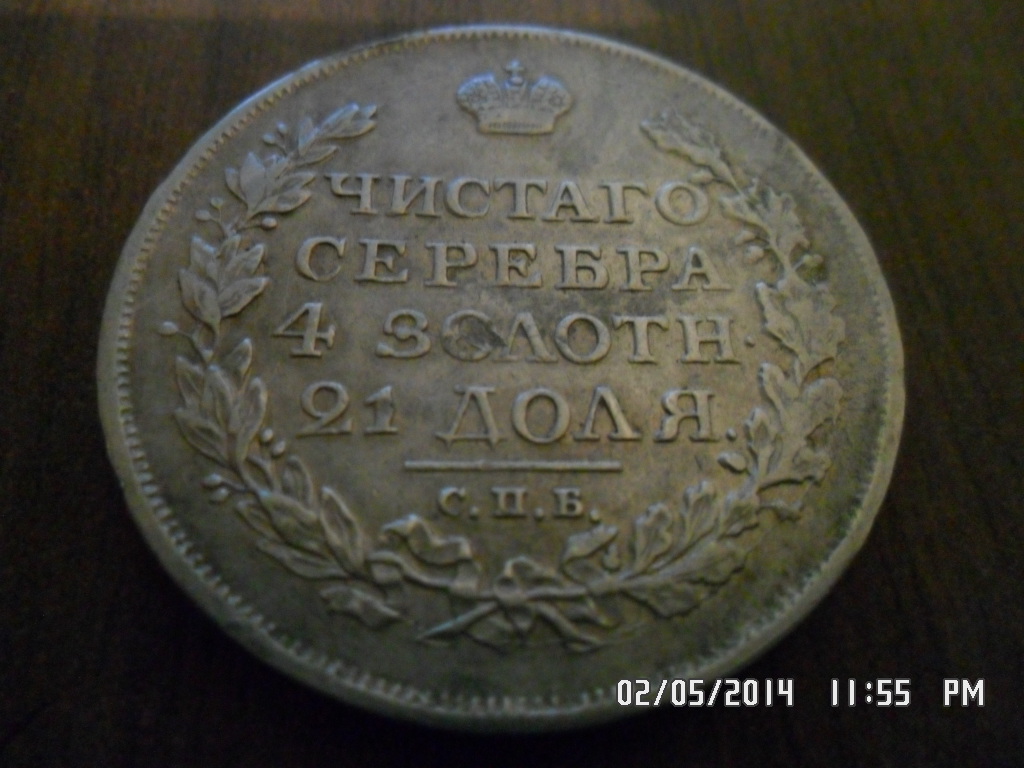 ЧИСТАГО
СЕРЕБРА
4 ЗОЛОТН.
21 ДОЛЯ.
С.П.Б.
02/05/2014 11:55 PM